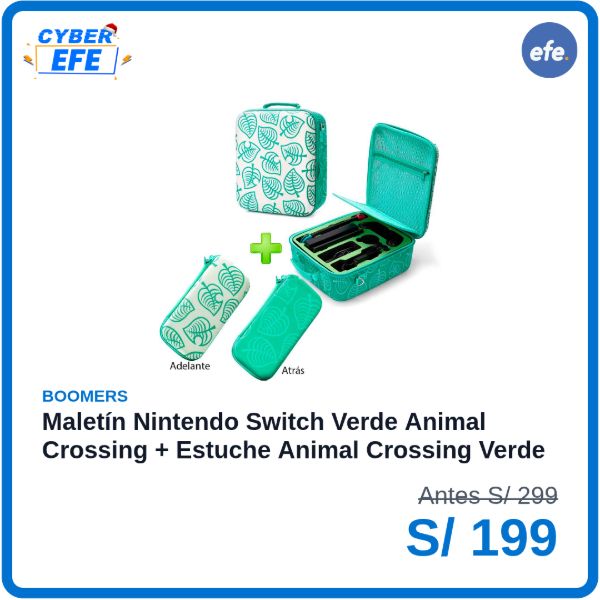 CYBER
EFE
efe.
Adelante
Atrás
BOOMERS
Maletín Nintendo Switch Verde Animal
Crossing + Estuche Animal Crossing Verde
Antes S/ 299
S/ 199